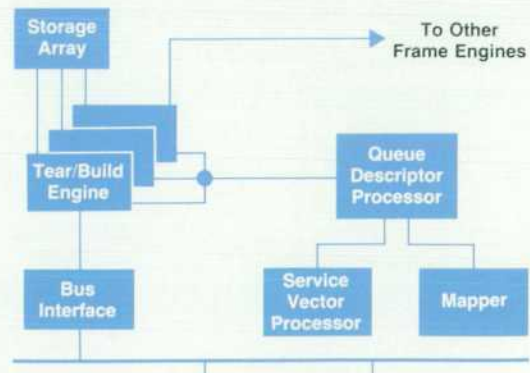 Storage
Array
To Other
Frame Engines
Tear/Build
Engine
Queue
Descriptor
Processor
Bus
Interface
Service
Vector
Processor
Mapper